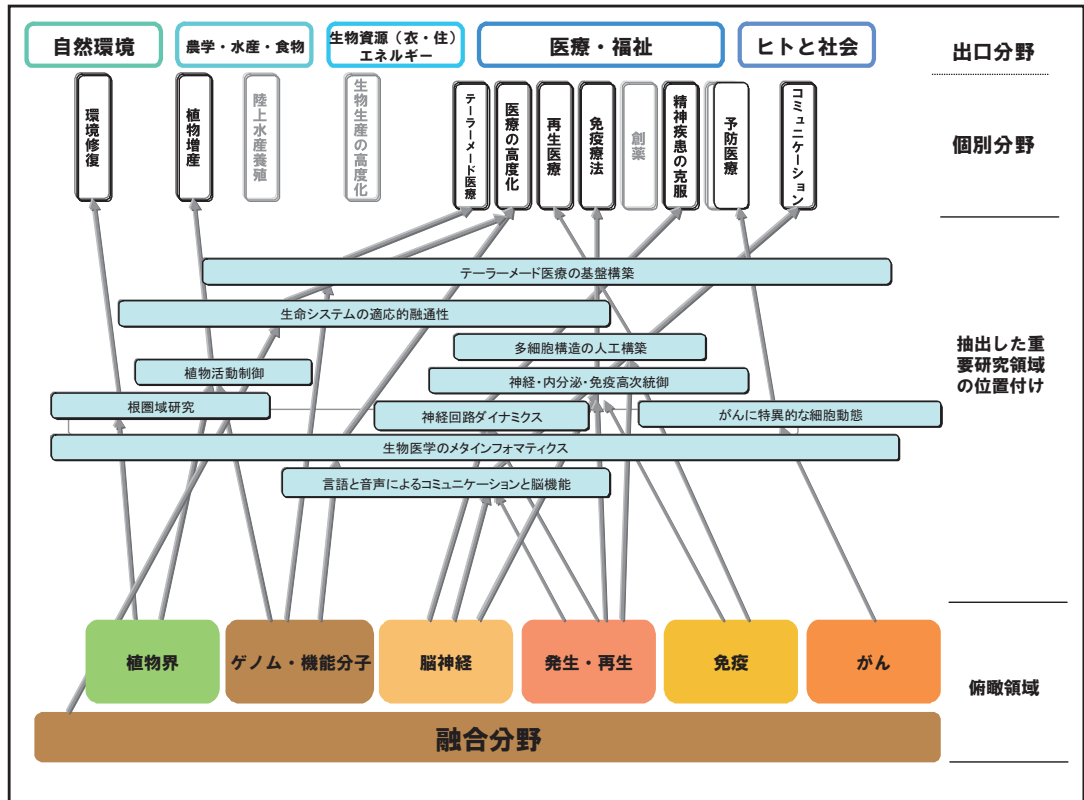 自然環境
農学・水産・食物
生物資源（衣・住）
エネルギー
医療・福祉
ヒトと社会
出口分野
環境修復
植物増産
陸上水産養殖
生物生産の高度化
テーラーメード医療
医療の高度化
再生医療
免疫療法
創薬
精神疾患の克服
予防医療
コミュニケーション
個別分野
テーラーメード医療の基盤構築
生命システムの適応的融通性
多細胞構造の人工構築
植物活動制御
神経・内分泌・免疫高次統御
根圏域研究
神経回路ダイナミクス
がんに特異的な細胞動態
生物医学のメタインフォマティクス
言語と音声によるコミュニケーションと脳機能
抽出した重
要研究領域
の位置付け
植物界
ゲノム・機能分子
脳神経
発生・再生
免疫
がん
俯瞰領域
融合分野